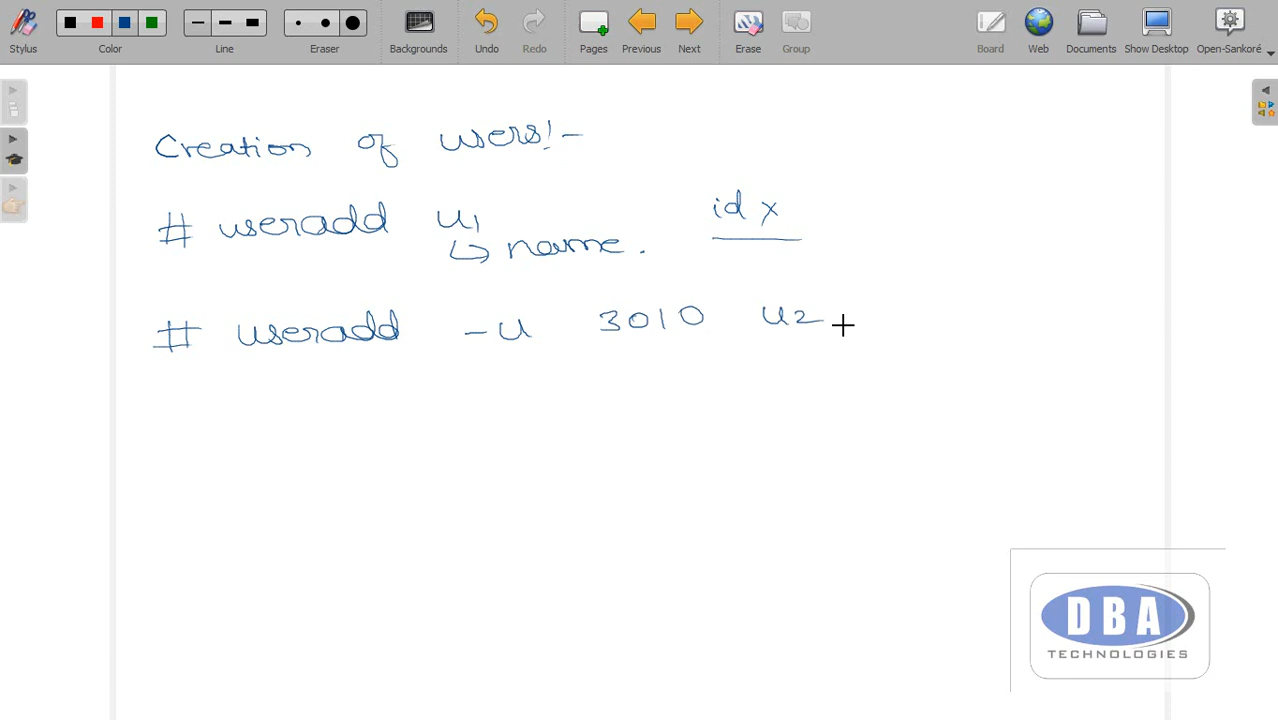 Stylus Color Line Eraser Backgrounds Undo Redo Pages Previous Next Erase Group Board Web Documents Show Desktop Open-Sankoré
Creation of users:-
# useradd u1 id x
↳ name.
# useradd -u 3010 u2
DBA
TECHNOLOGIES